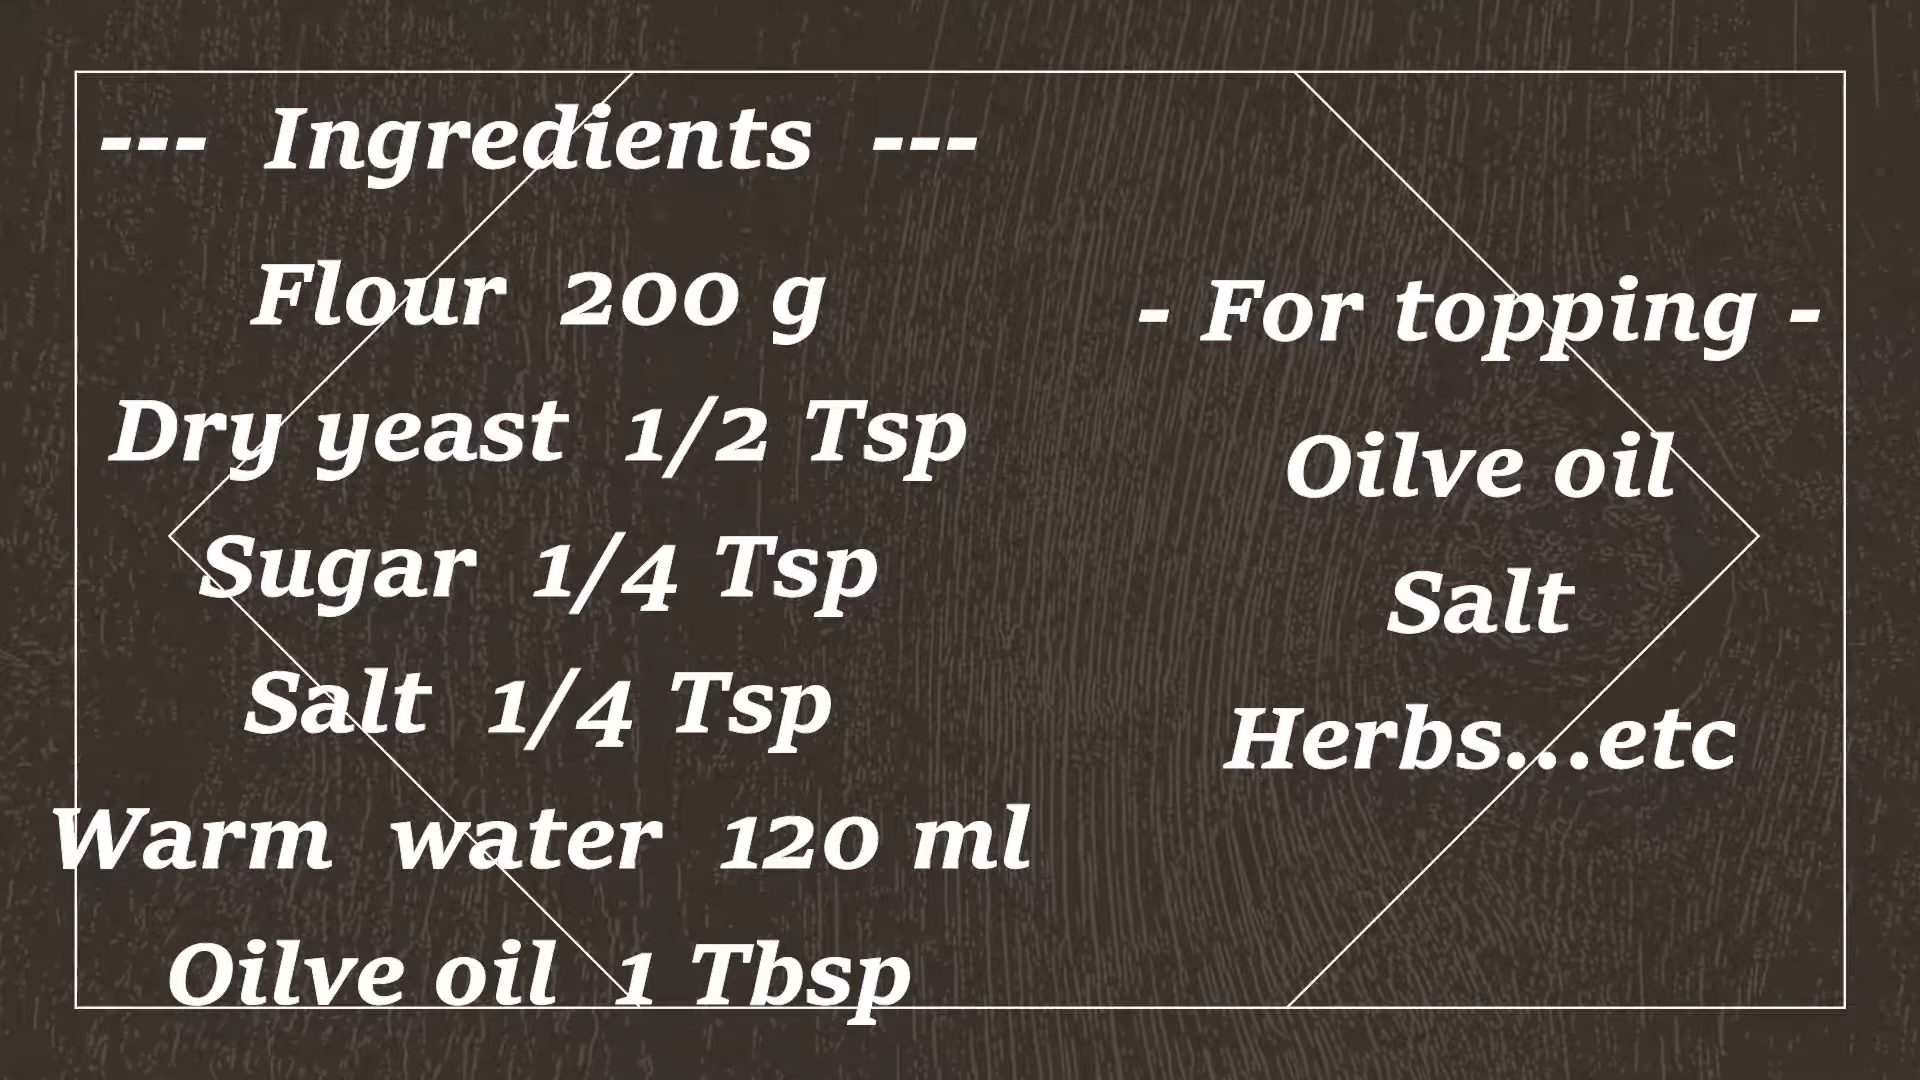 --- Ingredients ---
Flour 200 g
Dry yeast 1/2 Tsp
Sugar 1/4 Tsp
Salt 1/4 Tsp
Warm water 120 ml
Oilve oil 1 Tbsp
- For topping -
Oilve oil
Salt
Herbs...etc